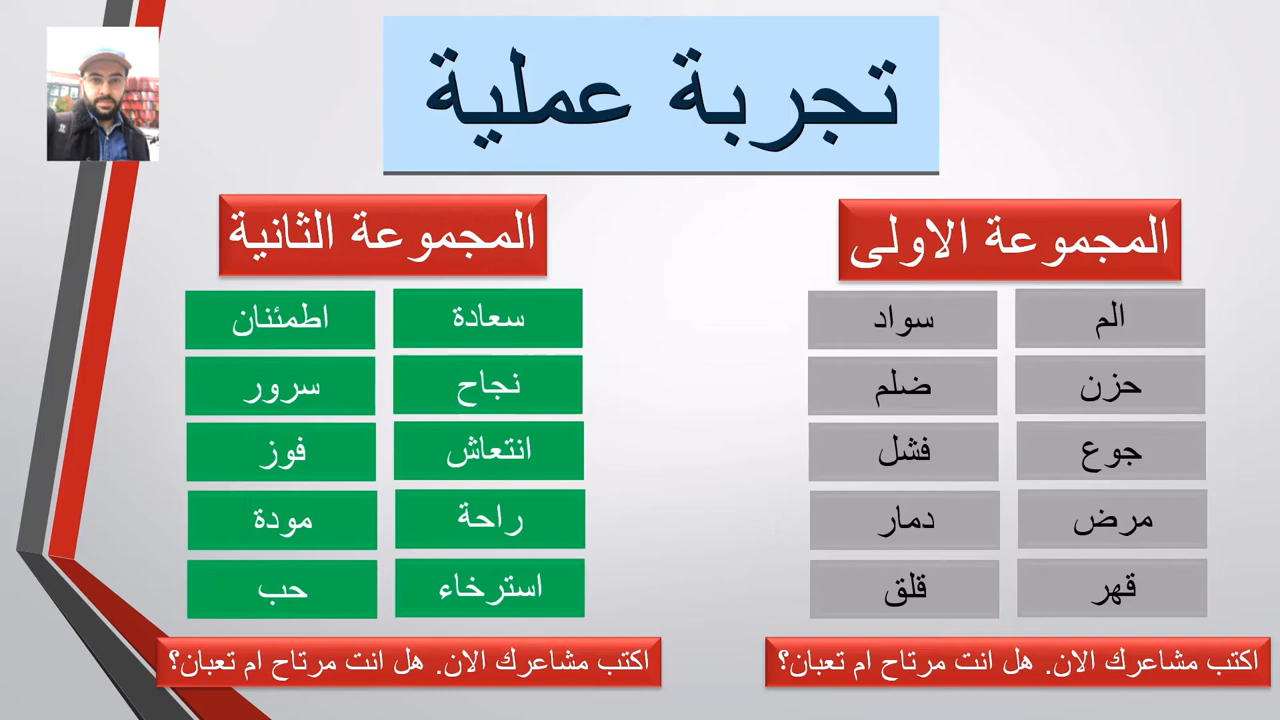 تجربة عملية
المجموعة الاولى
الم
سواد
حزن
ضلم
جوع
فشل
مرض
دمار
قهر
قلق
اكتب مشاعرك الان. هل انت مرتاح ام تعبان؟
المجموعة الثانية
سعادة
اطمئنان
نجاح
سرور
انتعاش
فوز
راحة
مودة
استرخاء
حب
اكتب مشاعرك الان. هل انت مرتاح ام تعبان؟